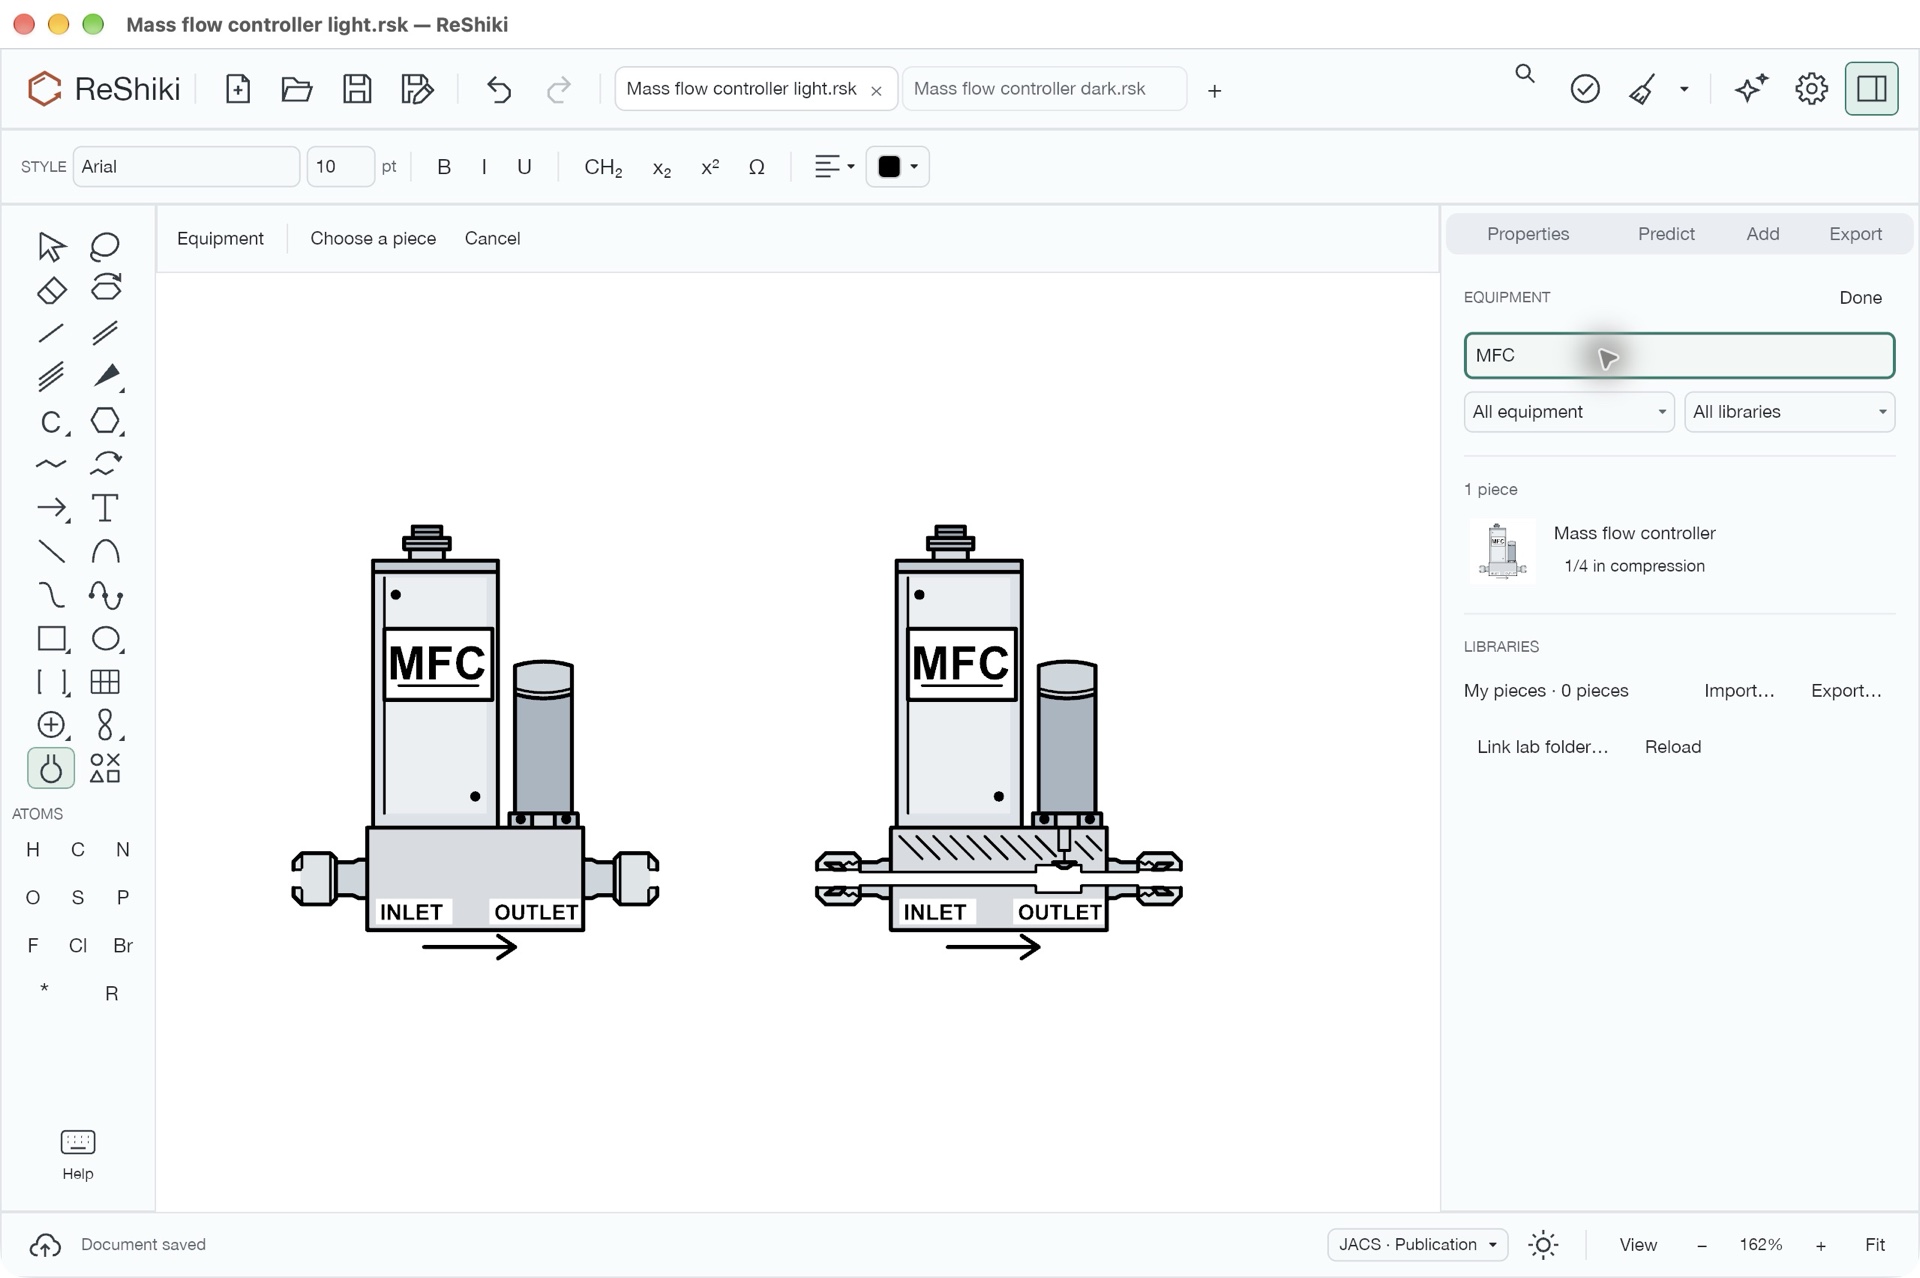 Mass flow controller light.rsk — ReShiki
ReShiki
Mass flow controller light.rsk ×
Mass flow controller dark.rsk
+
STYLE Arial 10 pt B I U CH₂ x₂ x² Ω
Equipment Choose a piece Cancel
C
T
ATOMS
H C N
O S P
F Cl Br
* R
Help
MFC
INLET OUTLET
MFC
INLET OUTLET
Properties Predict Add Export
EQUIPMENT Done
MFC
All equipment All libraries
1 piece
MFC
Mass flow controller
1/4 in compression
LIBRARIES
My pieces · 0 pieces Import... Export...
Link lab folder... Reload
Document saved
JACS · Publication View − 162% + Fit